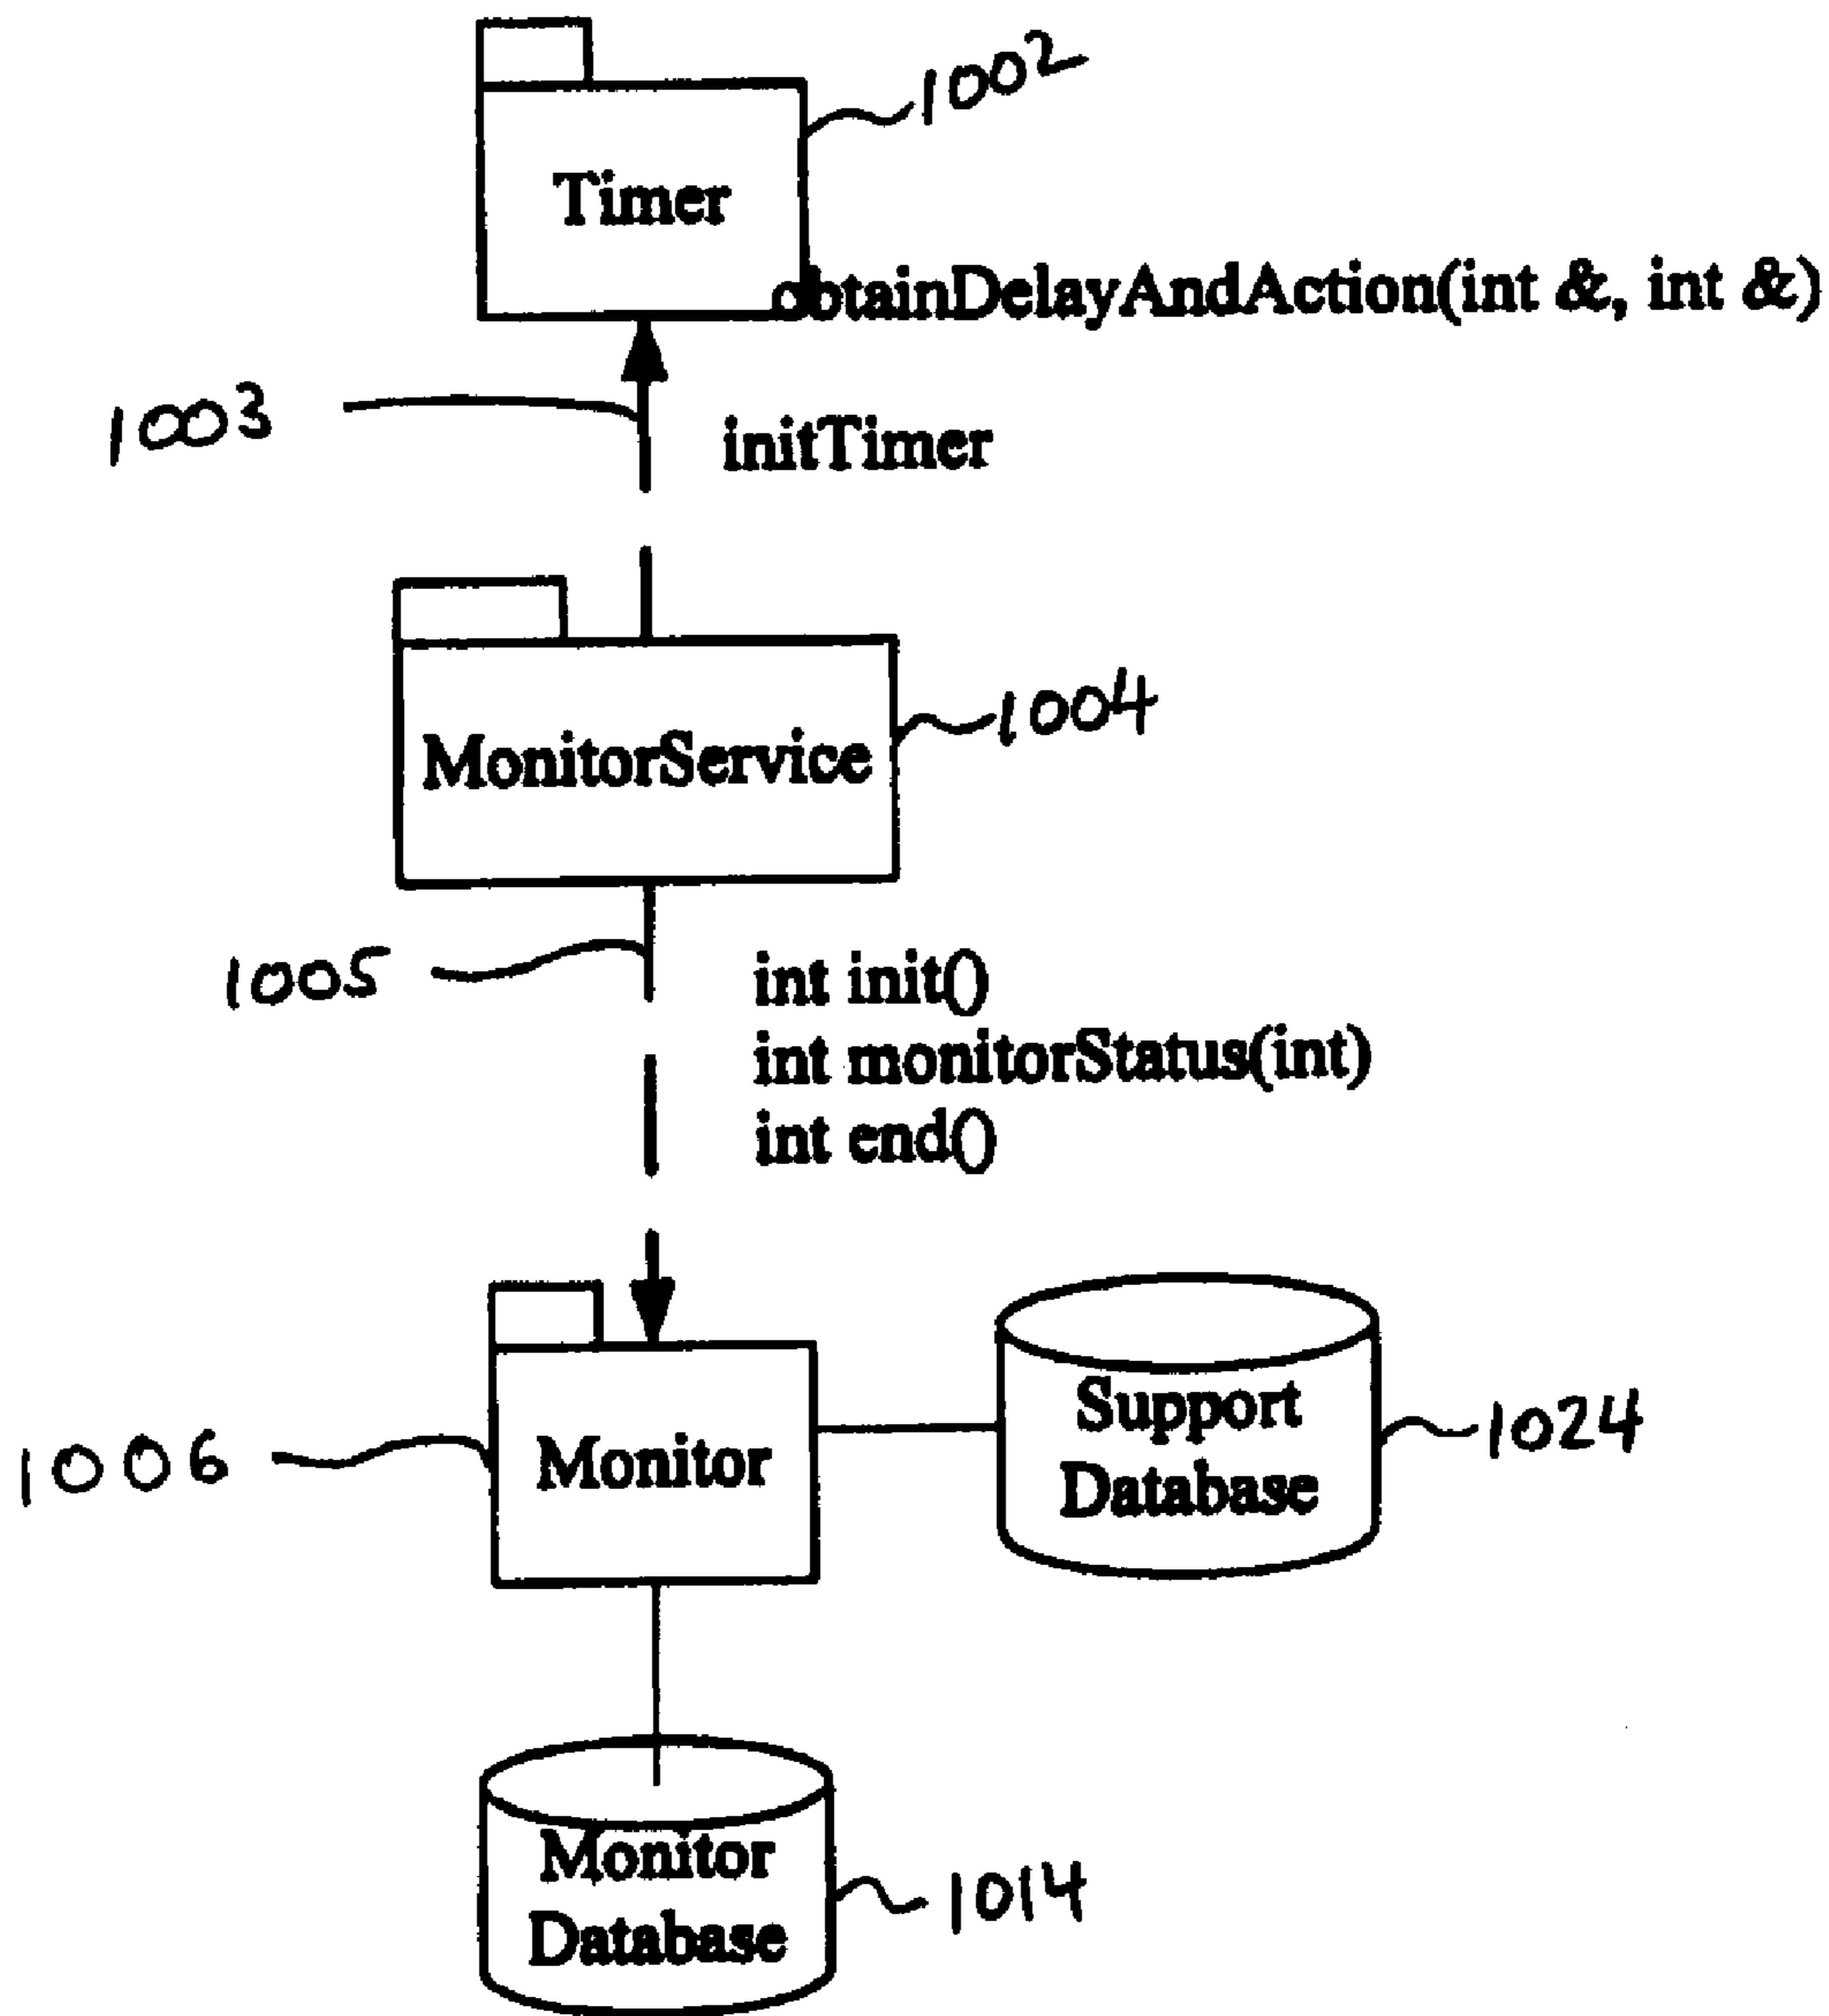 1002
Timer
obtainDelayAndAction(int &, int &)
1003
initTimer
1004
MonitorService
1005
int init()
int monitorStatus(int)
int end()
Support
Database
1024
1006
Monitor
Monitor
Database
1014